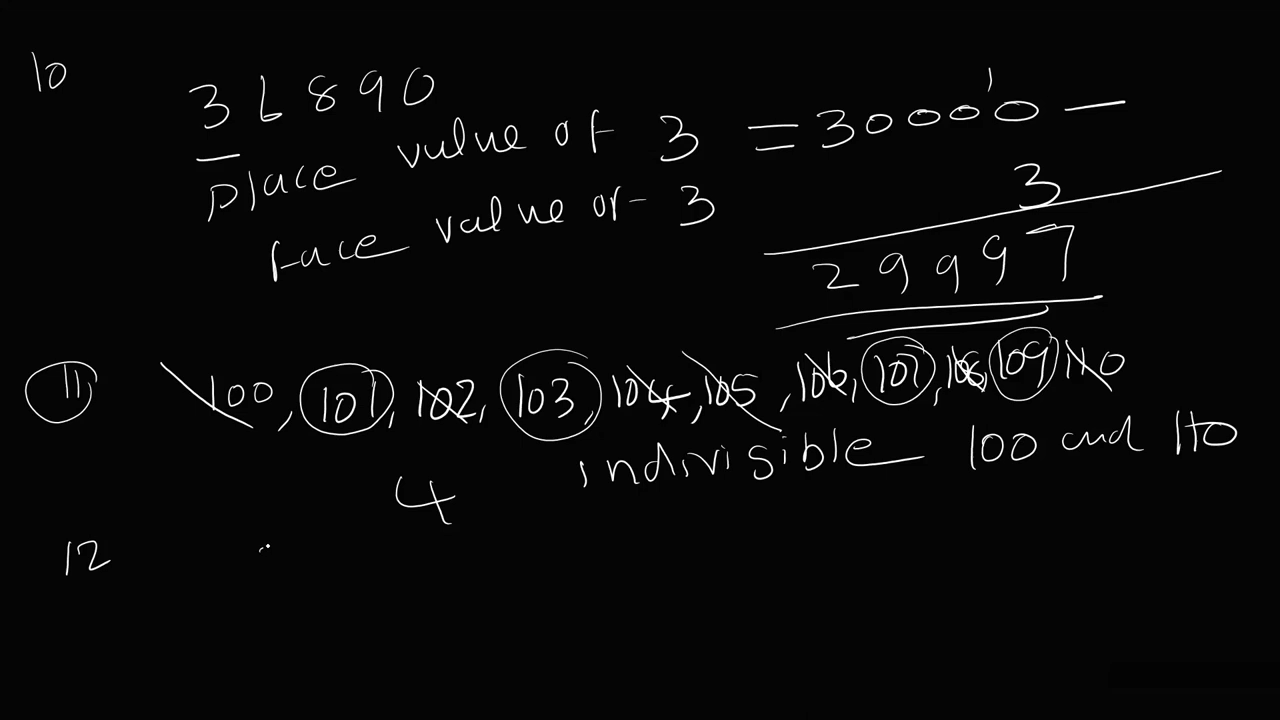 10
36890
place value of 3 = 30000 —
face value of 3
3
29997
11 100, 101, 102, 103, 104, 105, 106, 107, 108, 109 110
indivisible 100 and 110
4
12